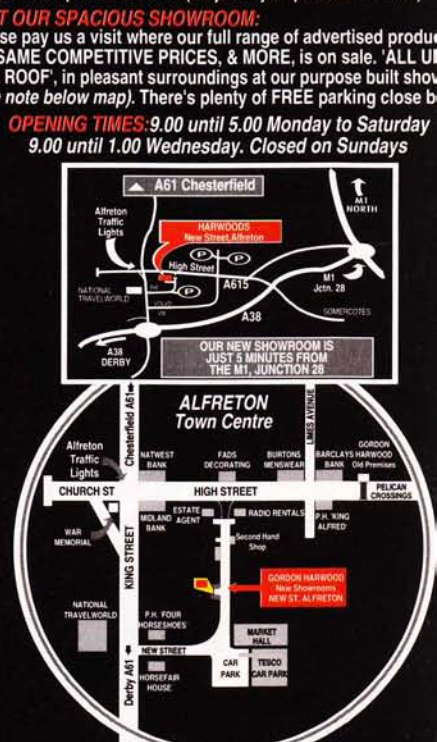 T OUR SPACIOUS SHOWROOM:
se pay us a visit where our full range of advertised produc
SAME COMPETITIVE PRICES, & MORE, is on sale. 'ALL U
ROOF', in pleasant surroundings at our purpose built show
note below map). There's plenty of FREE parking close b
OPENING TIMES: 9.00 until 5.00 Monday to Saturday
9.00 until 1.00 Wednesday. Closed on Sundays
A61 Chesterfield
M1
NORTH
Alfreton
Traffic
Lights
HARWOODS
New Street, Alfreton
P
P
High Street
P
A615
M1
Jctn. 28
NATIONAL
TRAVELWORLD
A38
SOMERCOTES
A38
DERBY
OUR NEW SHOWROOM IS
JUST 5 MINUTES FROM
THE M1, JUNCTION 28
Chesterfield A61
ALFRETON
Town Centre
LIMES AVENUE
Alfreton
Traffic
Lights
NATWEST
BANK
FADS
DECORATING
BURTONS
MENSWEAR
BARCLAYS
BANK
GORDON
HARWOOD
Old Premises
CHURCH ST
HIGH STREET
PELICAN
CROSSINGS
WAR
MEMORIAL
MIDLAND
BANK
ESTATE
AGENT
RADIO RENTALS
P.H. 'KING
ALFRED'
KING STREET
Second Hand
Shop
GORDON HARWOOD
New Showrooms
NEW ST. ALFRETON
NATIONAL
TRAVELWORLD
P.H. 'FOUR
HORSESHOES'
MARKET
HALL
NEW STREET
Derby A61
HORSEFAIR
HOUSE
CAR
PARK
TESCO
CAR PARK